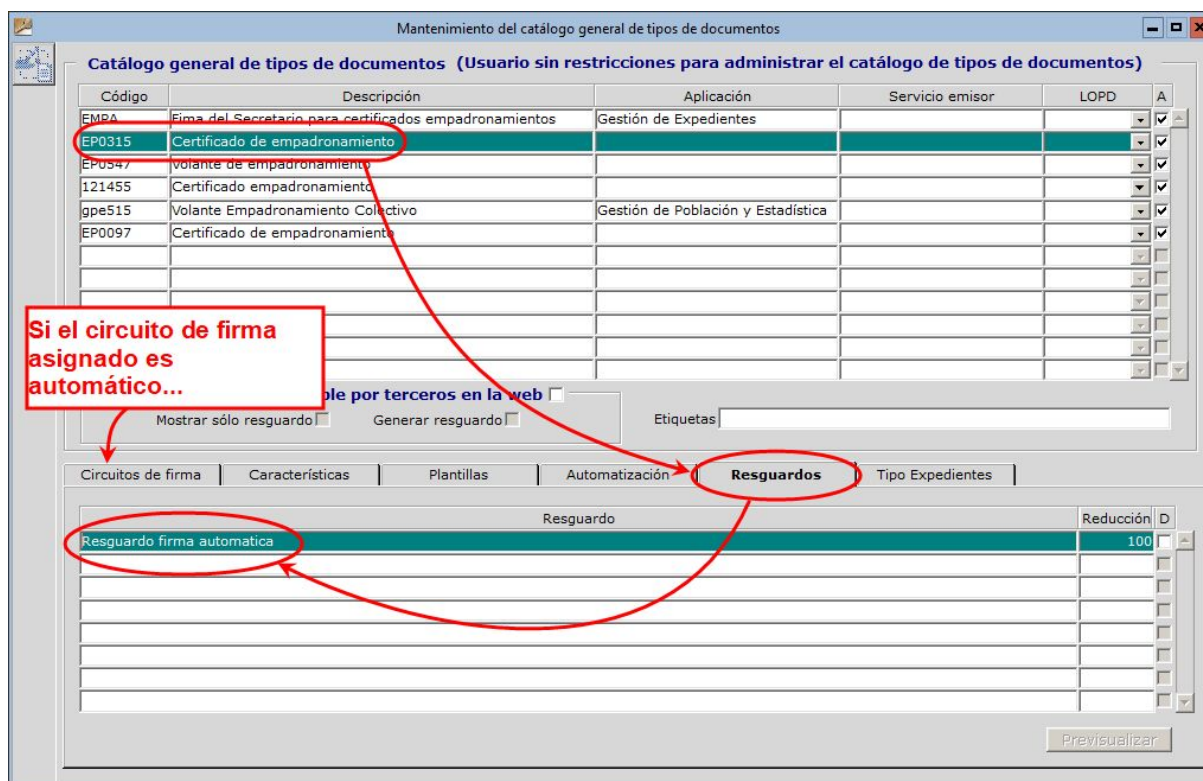 Mantenimiento del catálogo general de tipos de documentos
Catálogo general de tipos de documentos (Usuario sin restricciones para administrar el catálogo de tipos de documentos)
Código Descripción Aplicación Servicio emisor LOPD A
EMPA Fima del Secretario para certificados empadronamientos Gestión de Expedientes
EP0315 Certificado de empadronamiento
EP0547 Volante de empadronamiento
121455 Certificado empadronamiento
gpe515 Volante Empadronamiento Colectivo Gestión de Población y Estadística
EP0097 Certificado de empadronamiento
Si el circuito de firma
asignado es
automático...
por terceros en la web
Mostrar sólo resguardo Generar resguardo Etiquetas
Circuitos de firma Características Plantillas Automatización Resguardos Tipo Expedientes
Resguardo Reducción D
Resguardo firma automatica 100
Previsualizar